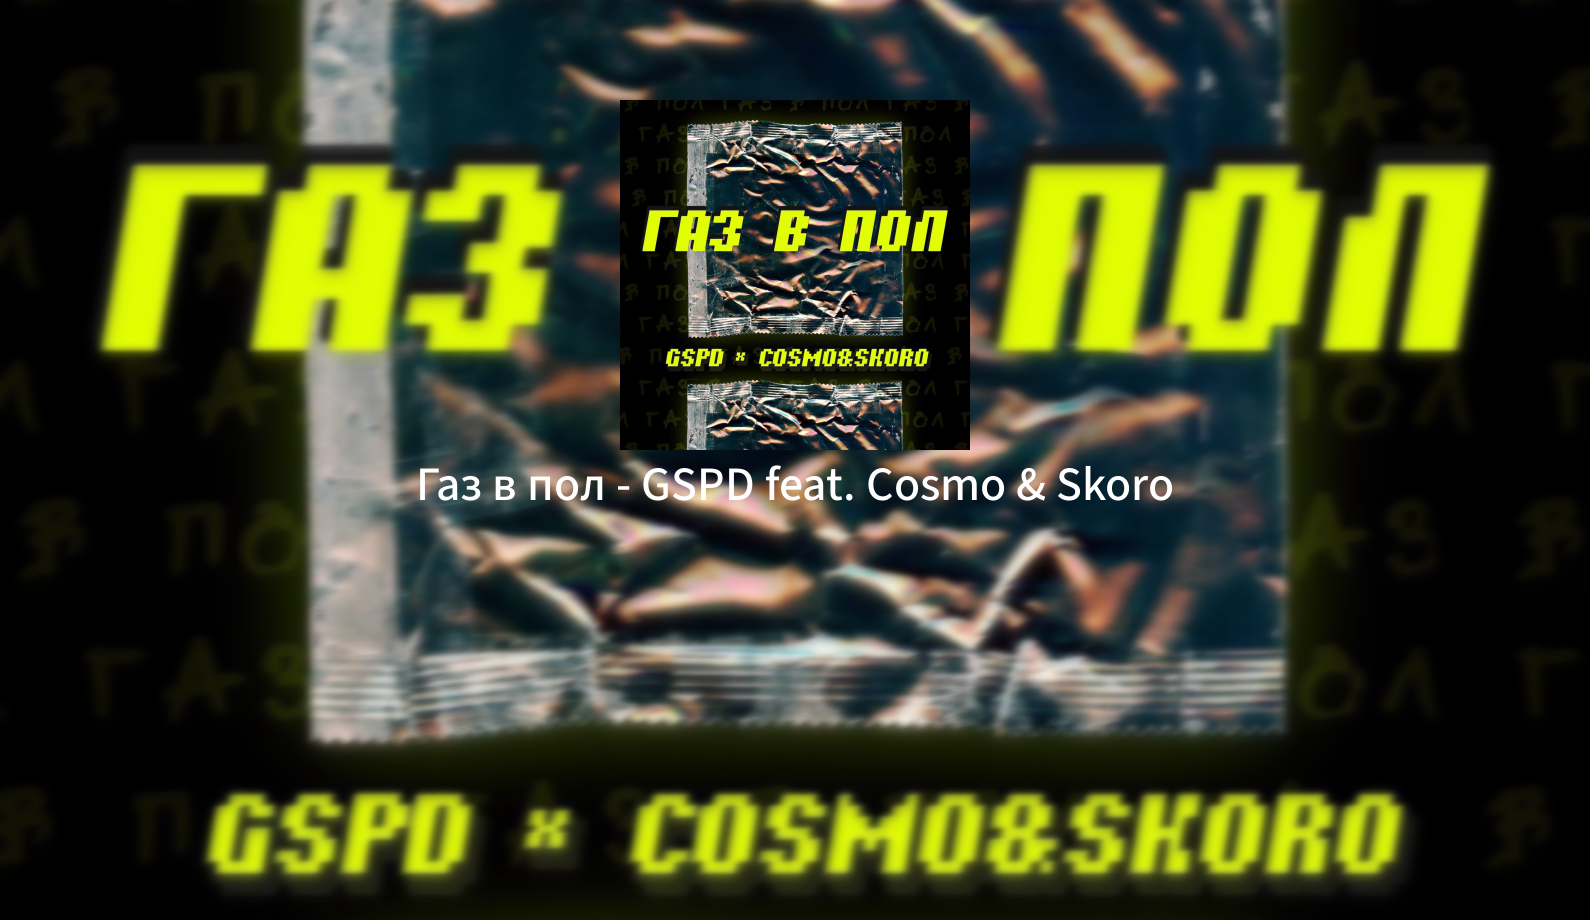 ГАЗ ПОЛ
ГАЗ В ПОЛ
GSPD × COSMO&SKORO
Газ в пол - GSPD feat. Cosmo & Skoro
GSPD × COSMO&SKORO